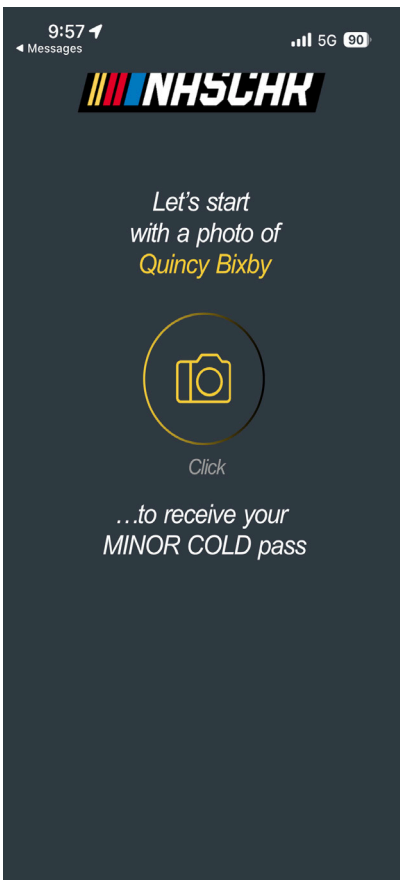 9:57
Messages
5G 90
NASCAR
Let's start
with a photo of
Quincy Bixby
Click
...to receive your
MINOR COLD pass